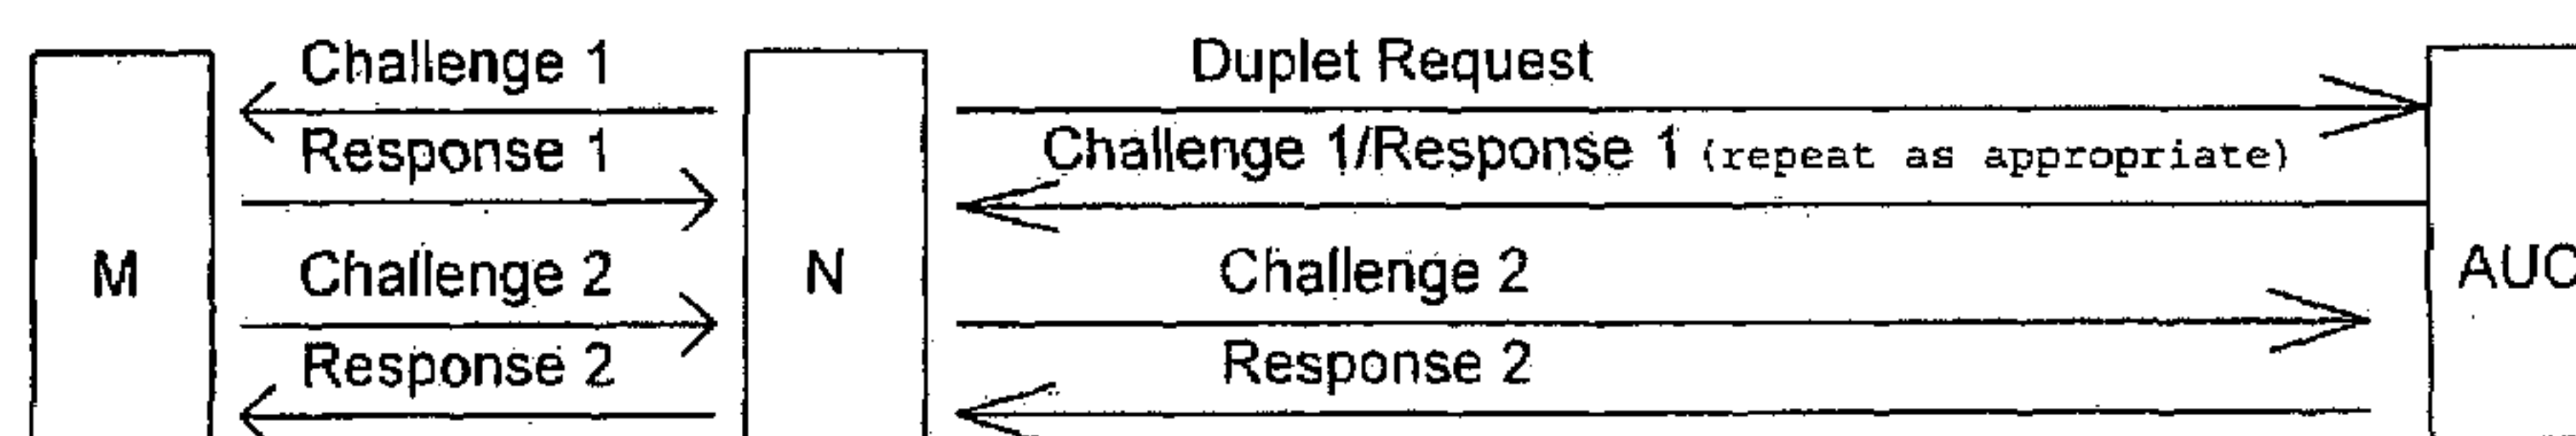 Challenge 1
Duplet Request
Response 1
Challenge 1/Response 1 (repeat as appropriate)
M
Challenge 2
N
Challenge 2
AUC
Response 2
Response 2